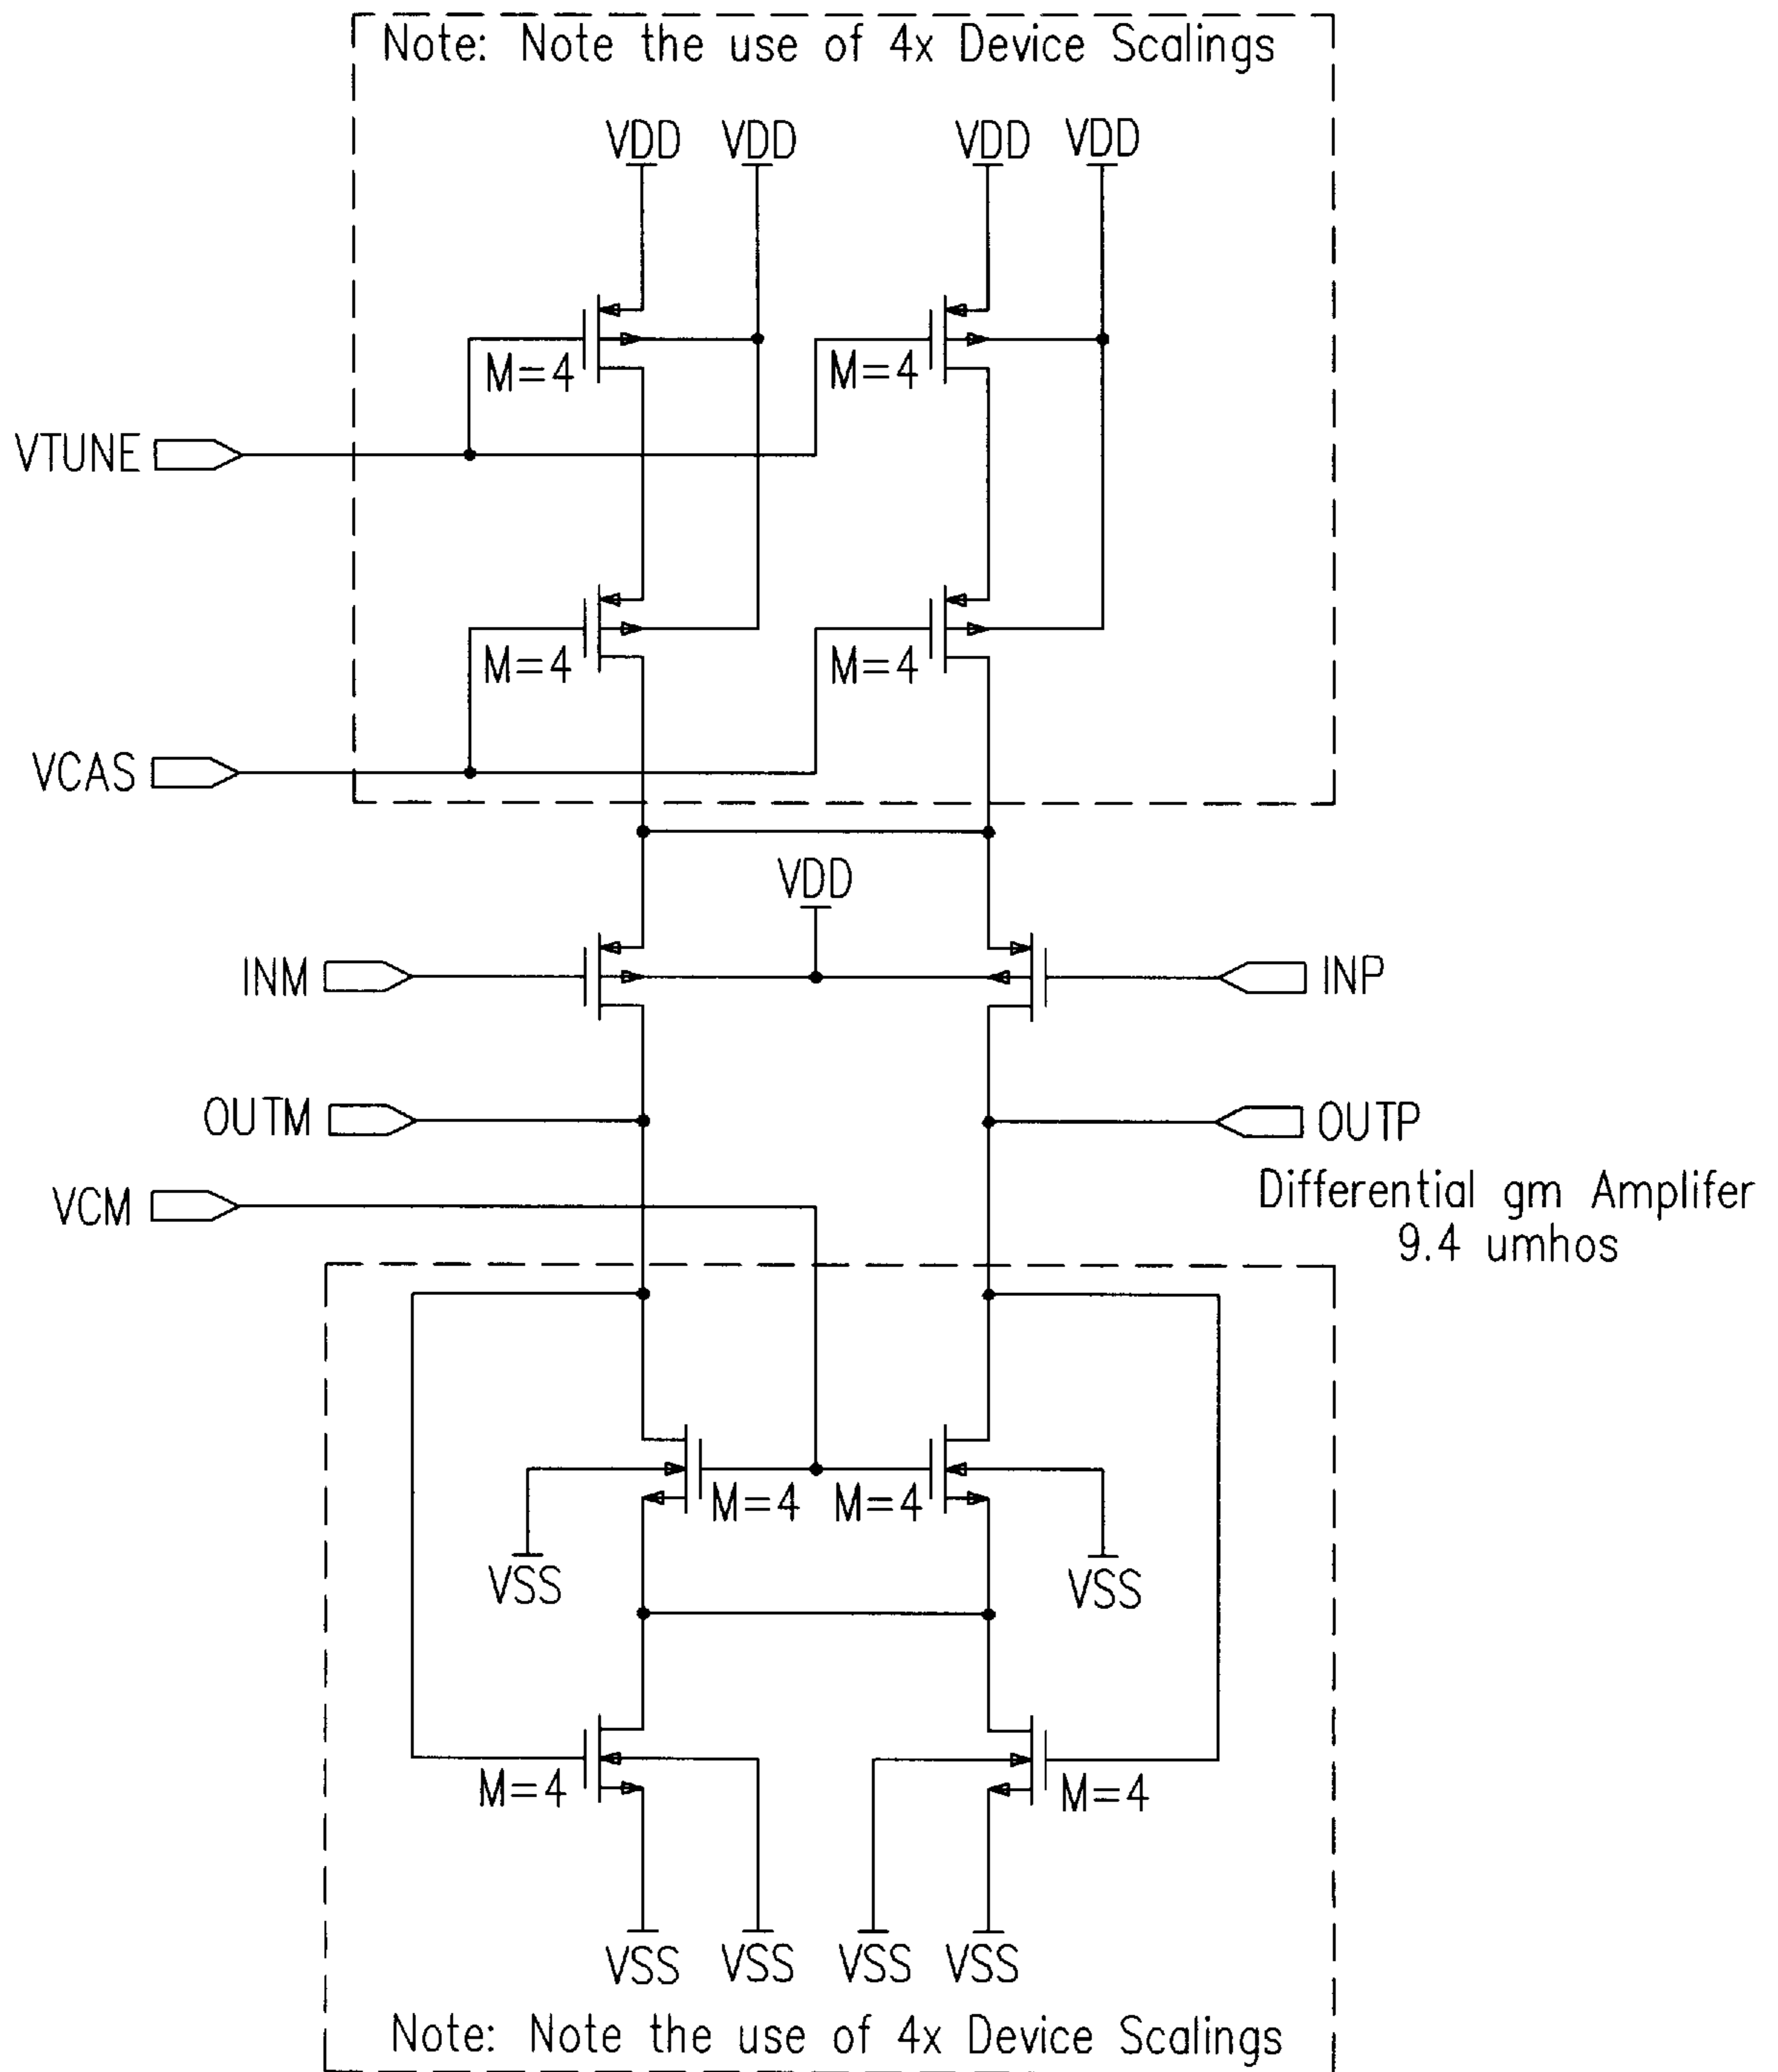 Note: Note the use of 4x Device Scalings
VDD VDD VDD VDD
M=4 M=4
VTUNE
M=4 M=4
VCAS
VDD
INM INP
OUTM OUTP
Differential gm Amplifer
9.4 umhos
VCM
M=4 M=4
VSS VSS
M=4 M=4
VSS VSS VSS VSS
Note: Note the use of 4x Device Scalings